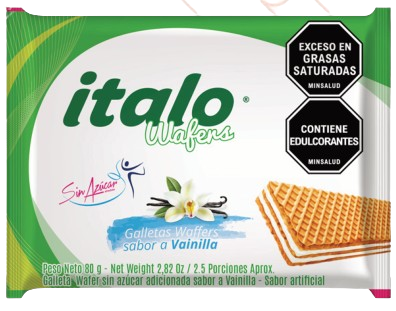 EXCESO EN
GRASAS
SATURADAS
MINSALUD
italo®
Wafers
CONTIENE
EDULCORANTES
MINSALUD
Sin Azúcar
Galletas Waffers
sabor a Vainilla
Peso Neto 80 g - Net Weight 2,82 Oz / 2.5 Porciones Aprox.
Galleta Wafer sin azúcar adicionada sabor a Vainilla - Sabor artificial